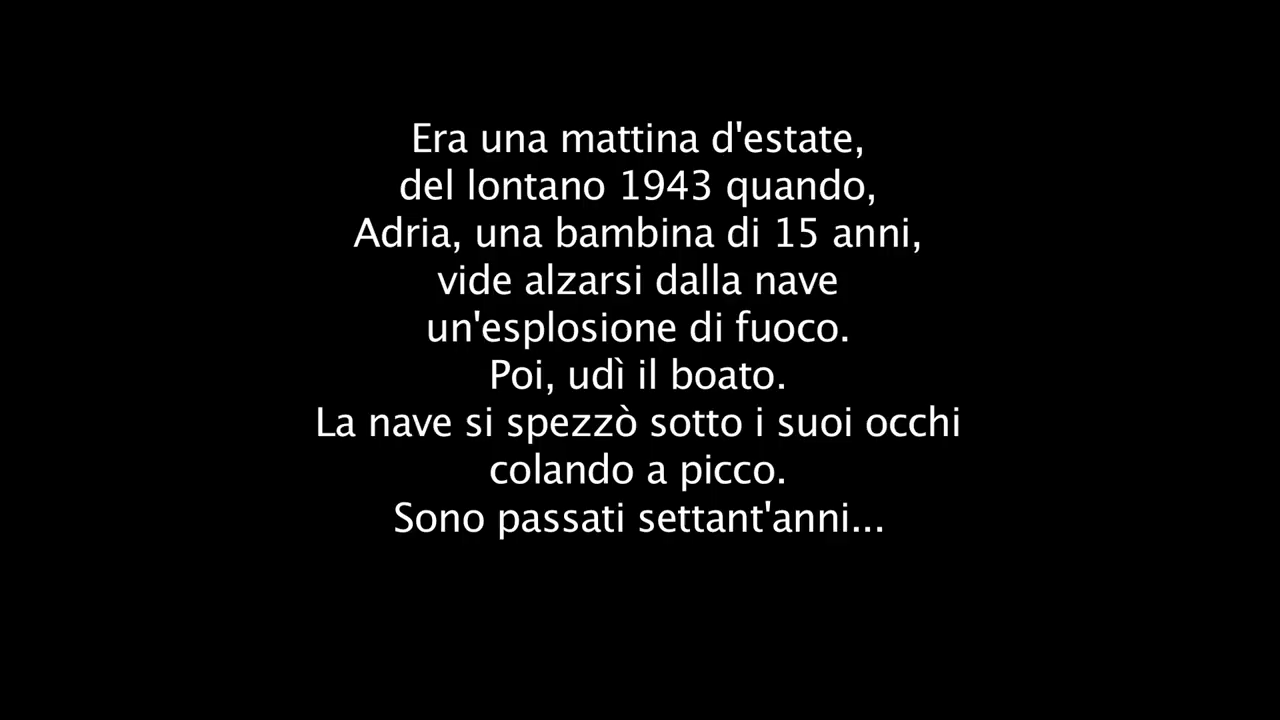 Era una mattina d'estate,
del lontano 1943 quando,
Adria, una bambina di 15 anni,
vide alzarsi dalla nave
un'esplosione di fuoco.
Poi, udì il boato.
La nave si spezzò sotto i suoi occhi
colando a picco.
Sono passati settant'anni...